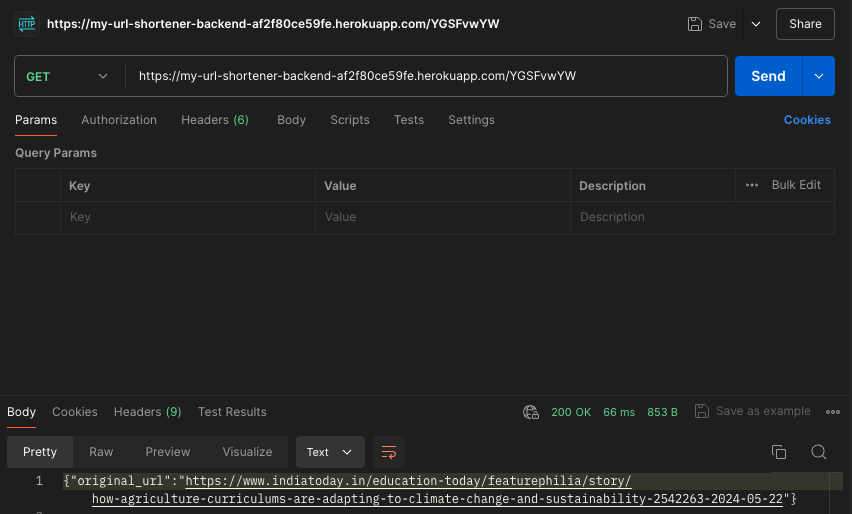 HTTP https://my-url-shortener-backend-af2f80ce59fe.herokuapp.com/YGSFvwYW Save Share
GET https://my-url-shortener-backend-af2f80ce59fe.herokuapp.com/YGSFvwYW Send
Params Authorization Headers (6) Body Scripts Tests Settings Cookies
Query Params
Key Value Description ••• Bulk Edit
Key Value Description
Body Cookies Headers (9) Test Results 200 OK 66 ms 853 B Save as example •••
Pretty Raw Preview Visualize Text
1 {"original_url":"https://www.indiatoday.in/education-today/featurephilia/story/
how-agriculture-curriculums-are-adapting-to-climate-change-and-sustainability-2542263-2024-05-22"}